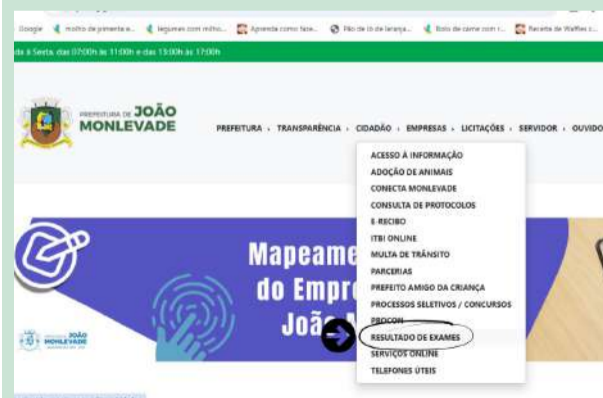 Google molho de pimenta e... legumes com milho... Aprenda como faze... Pão de ló de laranja... Bolo de carne com r... Receita de Waffles c...
da à Sexta, das 07:00h às 11:00h e das 13:00h às 17:00h
PREFEITURA DE JOÃO
MONLEVADE
PREFEITURA TRANSPARÊNCIA CIDADÃO EMPRESAS LICITAÇÕES SERVIDOR OUVIDO
ACESSO À INFORMAÇÃO
ADOÇÃO DE ANIMAIS
CONECTA MONLEVADE
CONSULTA DE PROTOCOLOS
E-RECIBO
ITBI ONLINE
MULTA DE TRÂNSITO
PARCERIAS
PREFEITO AMIGO DA CRIANÇA
PROCESSOS SELETIVOS / CONCURSOS
PROCON
RESULTADO DE EXAMES
SERVIÇOS ONLINE
TELEFONES ÚTEIS
Mapeame
do Empre
João M
JOÃO
MONLEVADE